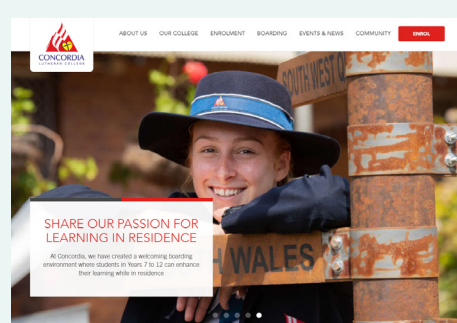 CONCORDIA
LUTHERAN COLLEGE
ABOUT US OUR COLLEGE ENROLMENT BOARDING EVENTS & NEWS COMMUNITY ENROL
SOUTH WEST
SHARE OUR PASSION FOR
LEARNING IN RESIDENCE
At Concordia, we have created a welcoming boarding
environment where students in Years 7 to 12 can enhance
their learning while in residence
WALES